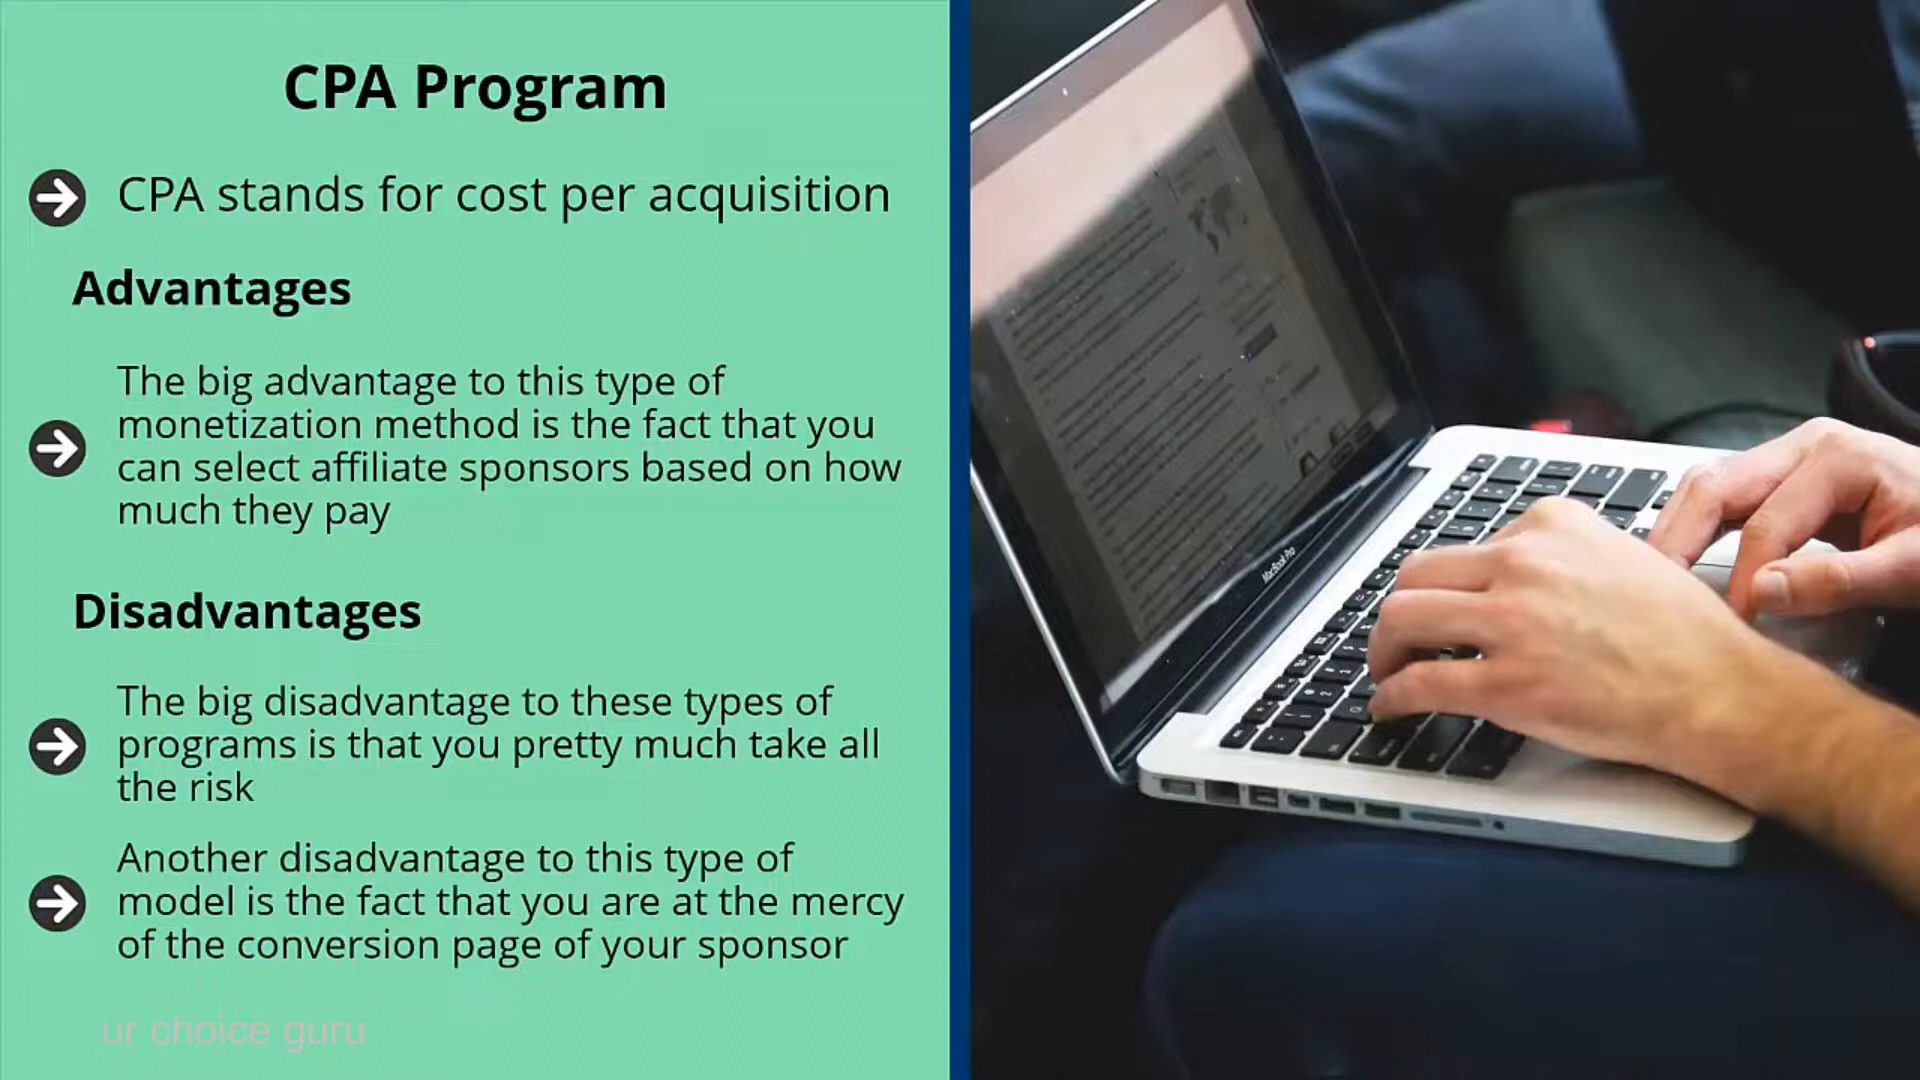 CPA Program
CPA stands for cost per acquisition
Advantages
The big advantage to this type of
monetization method is the fact that you
can select affiliate sponsors based on how
much they pay
Disadvantages
The big disadvantage to these types of
programs is that you pretty much take all
the risk
Another disadvantage to this type of
model is the fact that you are at the mercy
of the conversion page of your sponsor
ur choice guru
MacBook Pro